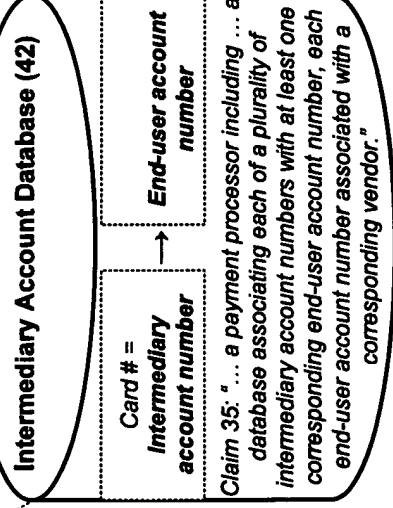 Intermediary Account Database (42)
Card # =
Intermediary
account number
→
End-user account
number
Claim 35: "... a payment processor including ... a
database associating each of a plurality of
intermediary account numbers with at least one
corresponding end-user account number, each
end-user account number associated with a
corresponding vendor."